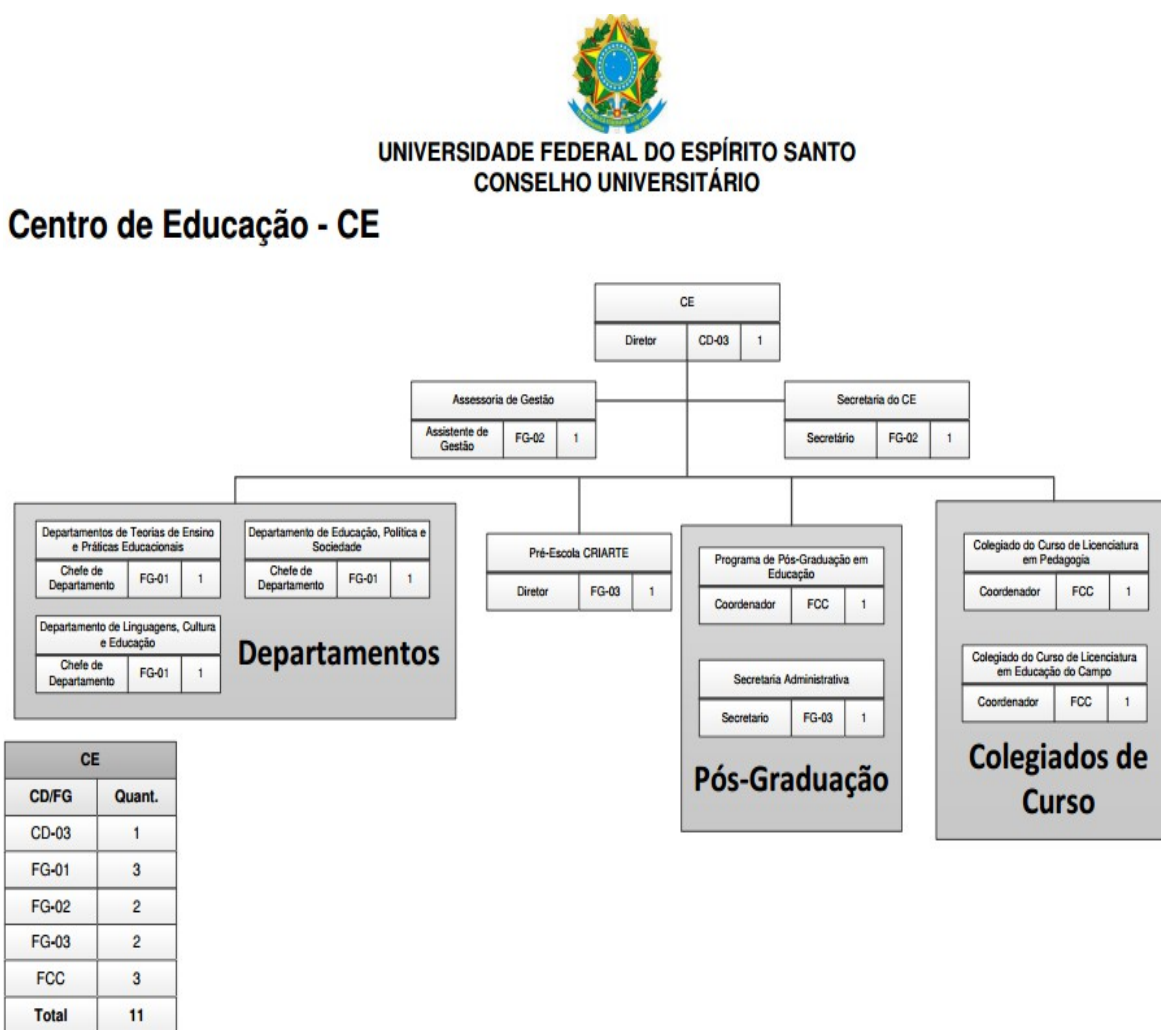 UNIVERSIDADE FEDERAL DO ESPÍRITO SANTO
CONSELHO UNIVERSITÁRIO
Centro de Educação - CE
CE
Diretor CD-03 1
Assessoria de Gestão
Assistente de
Gestão
FG-02 1
Secretaria do CE
Secretário FG-02 1
Departamentos de Teorias de Ensino
e Práticas Educacionais
Chefe de
Departamento
FG-01 1
Departamento de Educação, Política e
Sociedade
Chefe de
Departamento
FG-01 1
Departamento de Linguagens, Cultura
e Educação
Chefe de
Departamento
FG-01 1
Departamentos
Pré-Escola CRIARTE
Diretor FG-03 1
Programa de Pós-Graduação em
Educação
Coordenador FCC 1
Secretaria Administrativa
Secretario FG-03 1
Pós-Graduação
Colegiado do Curso de Licenciatura
em Pedagogia
Coordenador FCC 1
Colegiado do Curso de Licenciatura
em Educação do Campo
Coordenador FCC 1
Colegiados de
Curso
CE
CD/FG Quant.
CD-03 1
FG-01 3
FG-02 2
FG-03 2
FCC 3
Total 11